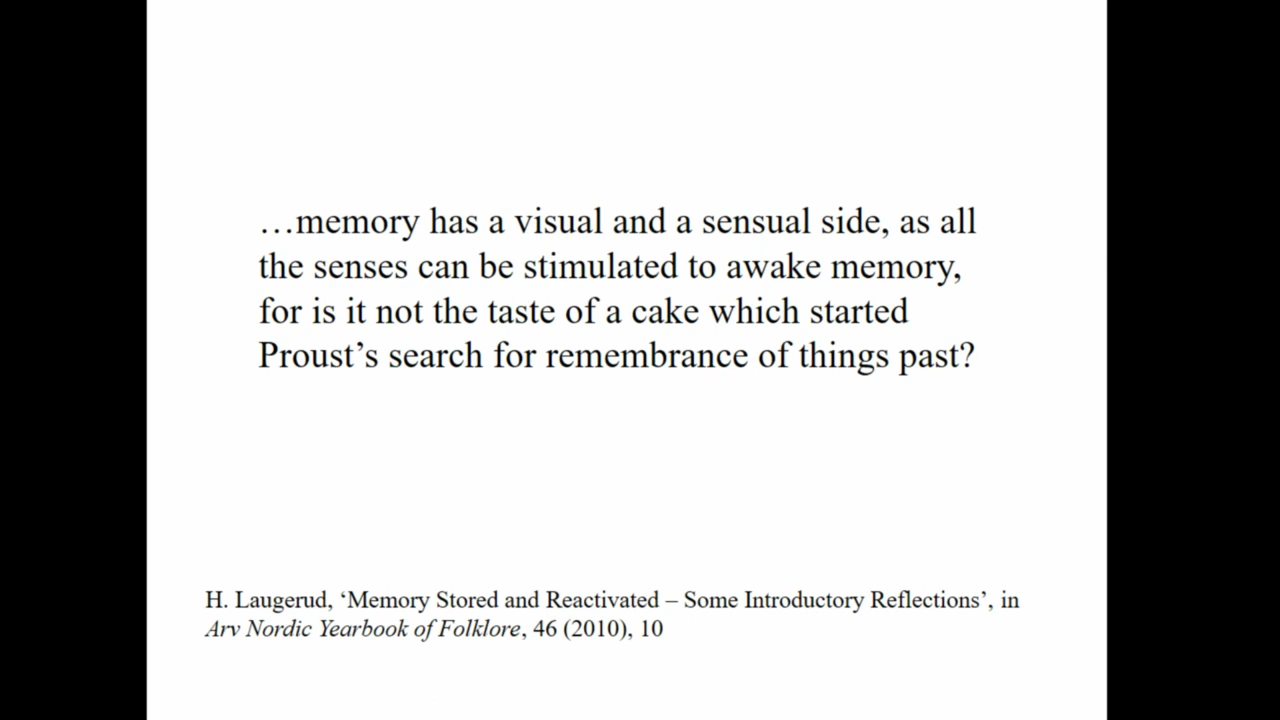 …memory has a visual and a sensual side, as all
the senses can be stimulated to awake memory,
for is it not the taste of a cake which started
Proust’s search for remembrance of things past?
H. Laugerud, ‘Memory Stored and Reactivated – Some Introductory Reflections’, in
Arv Nordic Yearbook of Folklore, 46 (2010), 10